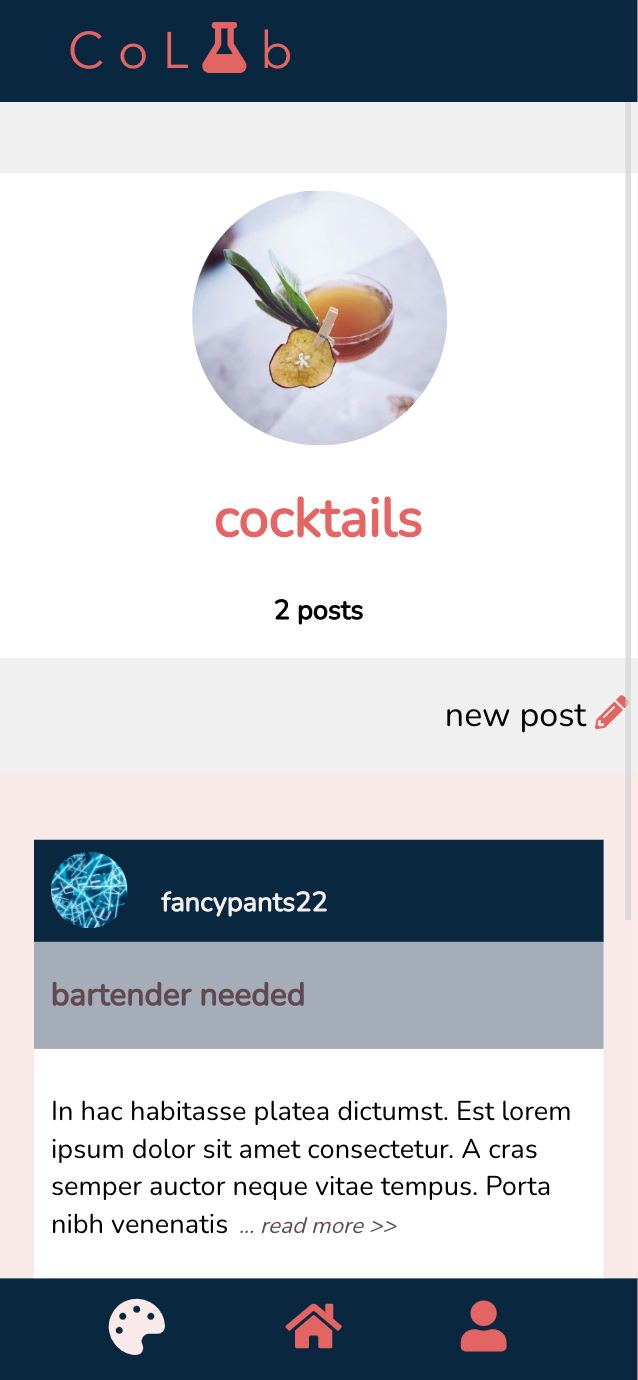 CoLab
cocktails
2 posts
new post
fancypants22
bartender needed
In hac habitasse platea dictumst. Est lorem
ipsum dolor sit amet consectetur. A cras
semper auctor neque vitae tempus. Porta
nibh venenatis ... read more >>